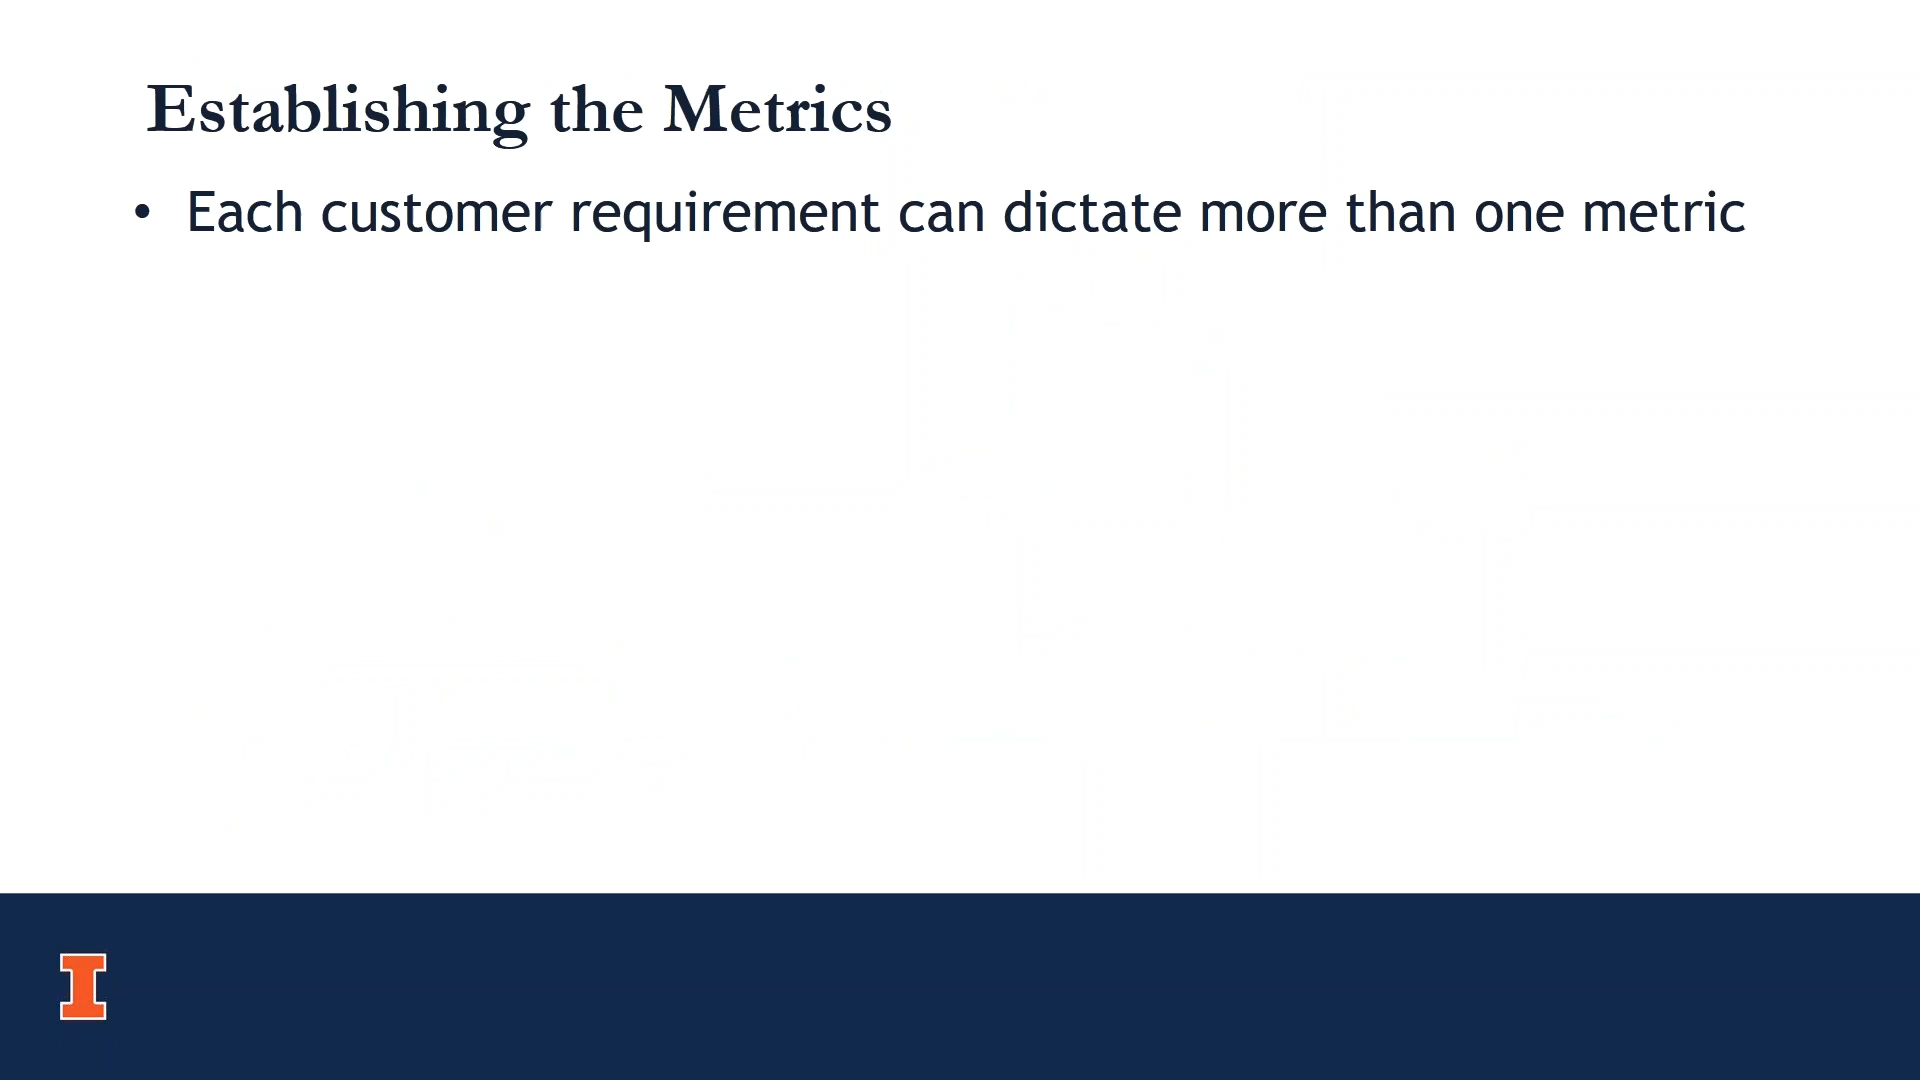 Establishing the Metrics
• Each customer requirement can dictate more than one metric
I